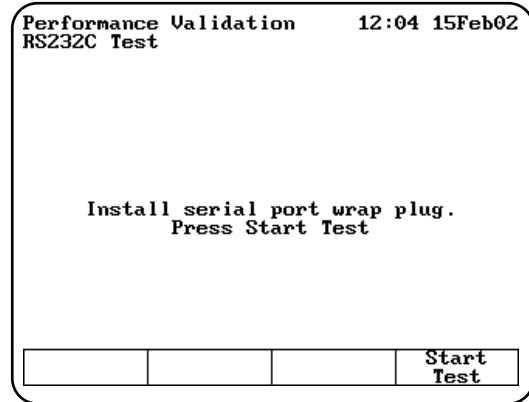 Performance Validation 12:04 15Feb02
RS232C Test
Install serial port wrap plug.
Press Start Test
Start
Test